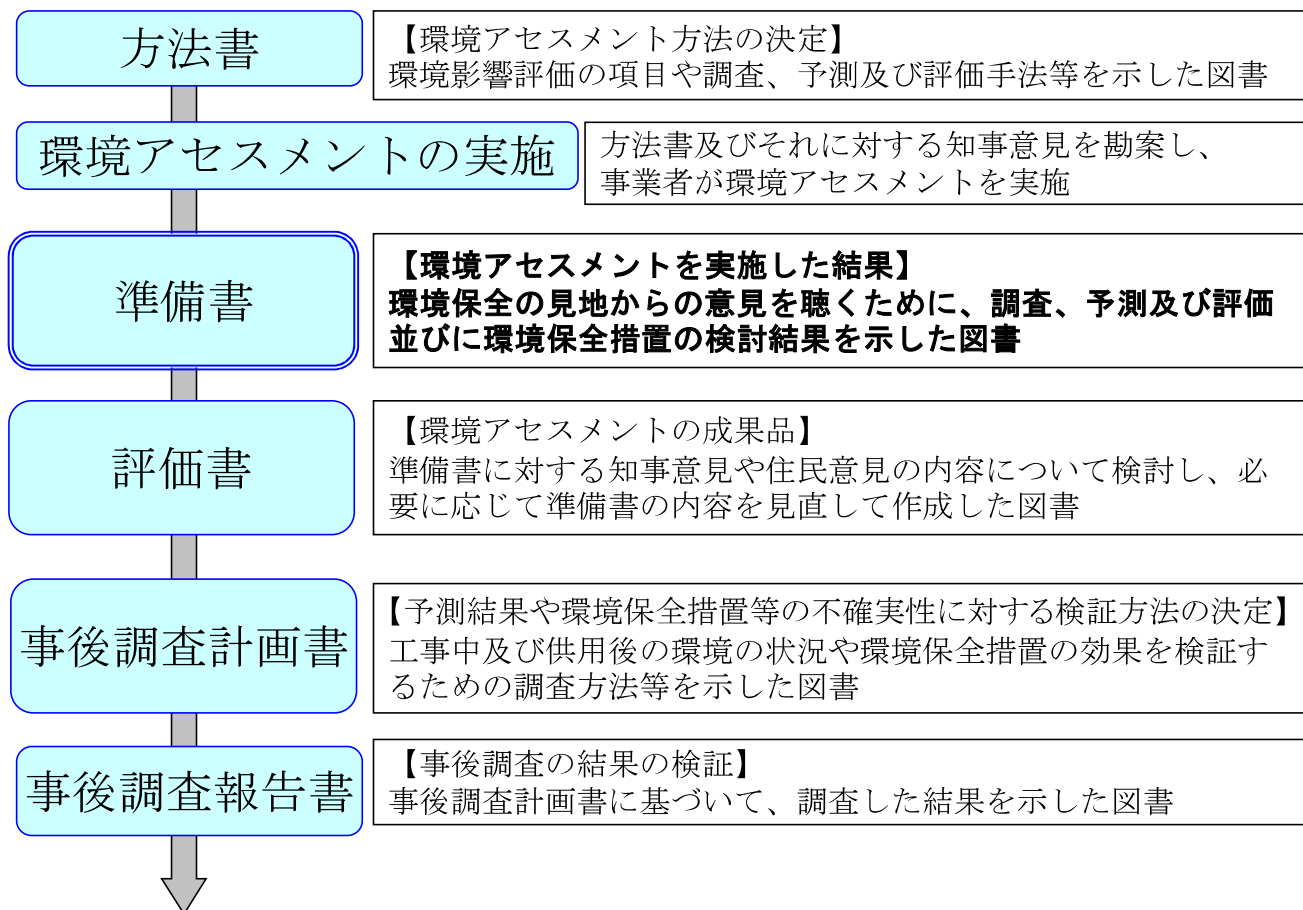 方法書
【環境アセスメント方法の決定】
環境影響評価の項目や調査、予測及び評価手法等を示した図書
環境アセスメントの実施
方法書及びそれに対する知事意見を勘案し、
事業者が環境アセスメントを実施
準備書
【環境アセスメントを実施した結果】
環境保全の見地からの意見を聴くために、調査、予測及び評価
並びに環境保全措置の検討結果を示した図書
評価書
【環境アセスメントの成果品】
準備書に対する知事意見や住民意見の内容について検討し、必
要に応じて準備書の内容を見直して作成した図書
事後調査計画書
【予測結果や環境保全措置等の不確実性に対する検証方法の決定】
工事中及び供用後の環境の状況や環境保全措置の効果を検証す
るための調査方法等を示した図書
事後調査報告書
【事後調査の結果の検証】
事後調査計画書に基づいて、調査した結果を示した図書